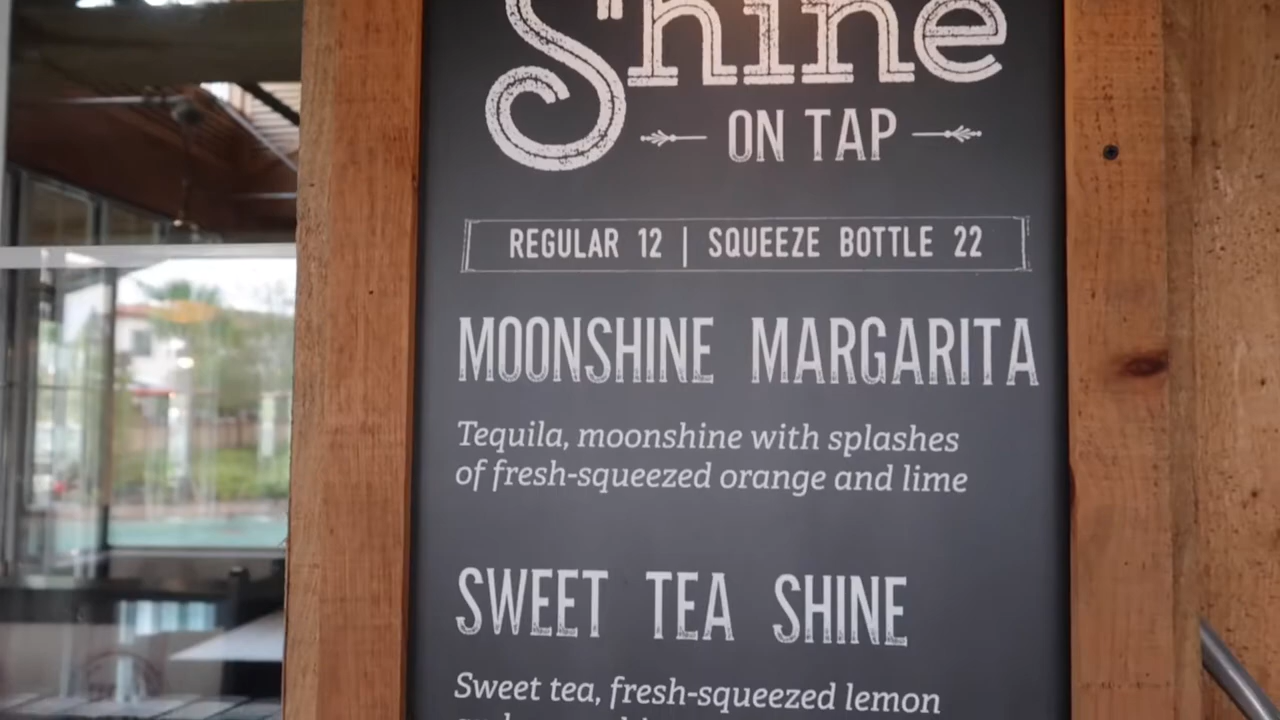 Shine
ON TAP
REGULAR 12 | SQUEEZE BOTTLE 22
MOONSHINE MARGARITA
Tequila, moonshine with splashes
of fresh-squeezed orange and lime
SWEET TEA SHINE
Sweet tea, fresh-squeezed lemon